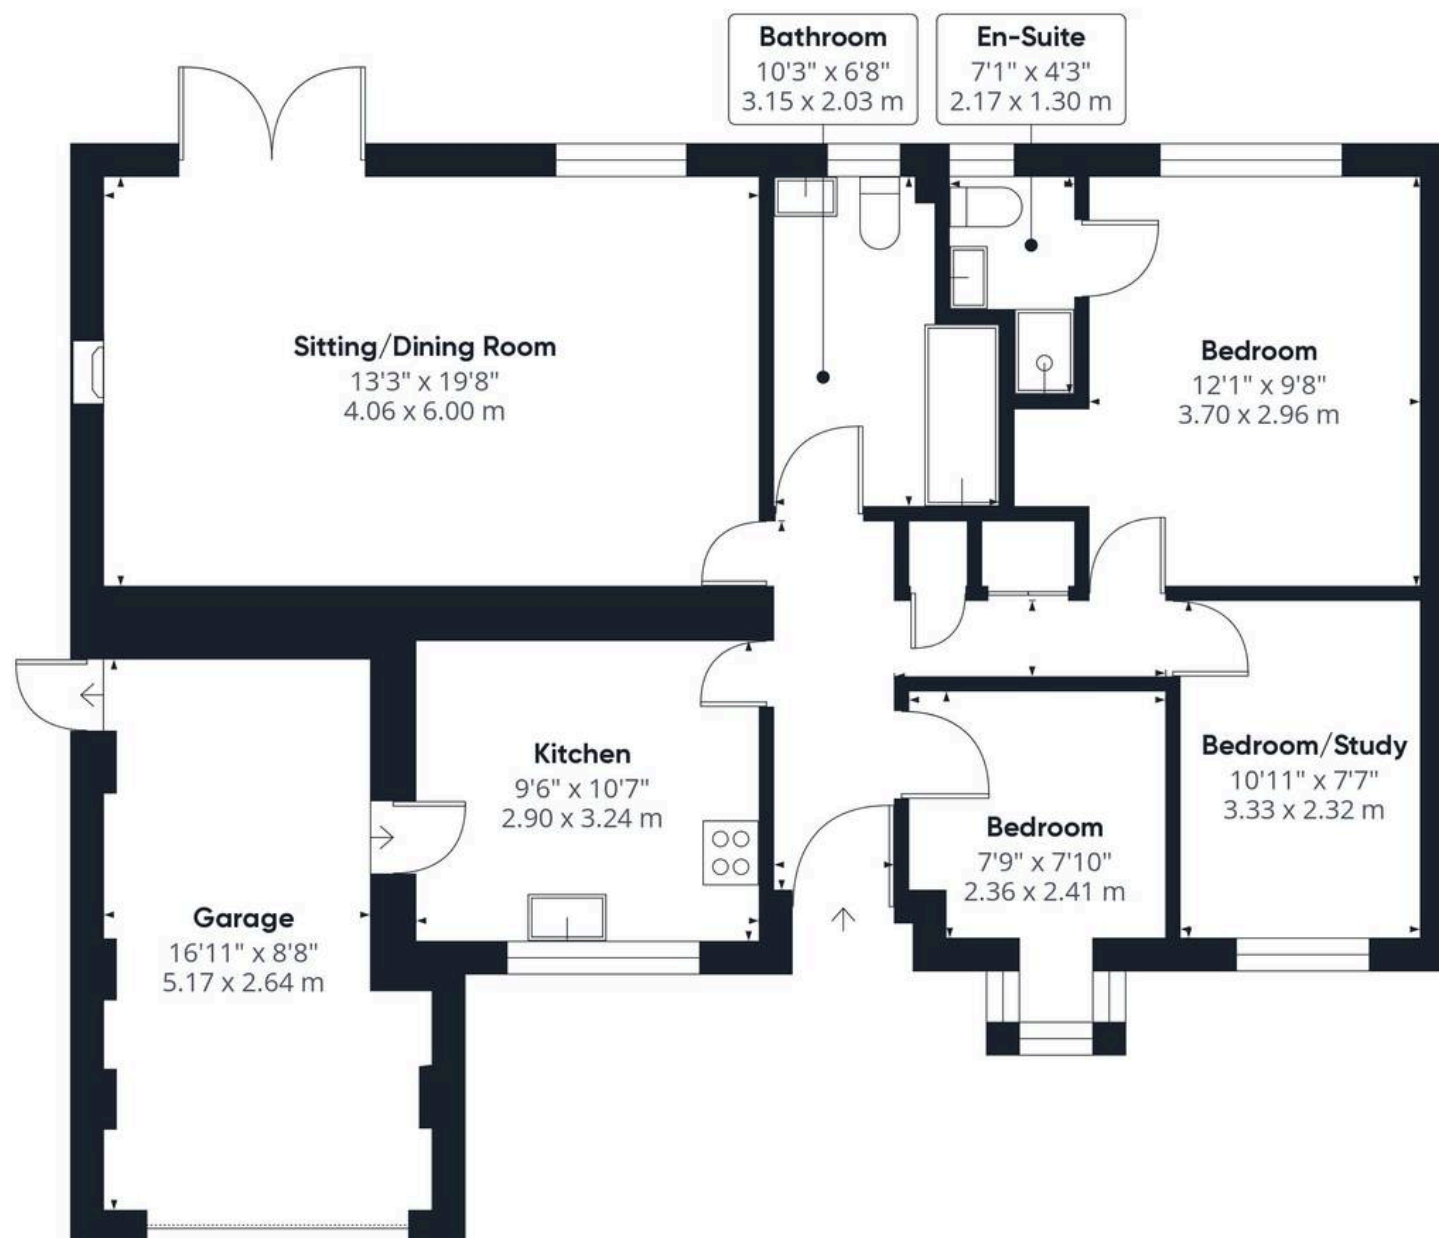 Bathroom
10'3" x 6'8"
3.15 x 2.03 m
En-Suite
7'1" x 4'3"
2.17 x 1.30 m
Sitting/Dining Room
13'3" x 19'8"
4.06 x 6.00 m
Bedroom
12'1" x 9'8"
3.70 x 2.96 m
Kitchen
9'6" x 10'7"
2.90 x 3.24 m
Bedroom/Study
10'11" x 7'7"
3.33 x 2.32 m
Bedroom
7'9" x 7'10"
2.36 x 2.41 m
Garage
16'11" x 8'8"
5.17 x 2.64 m